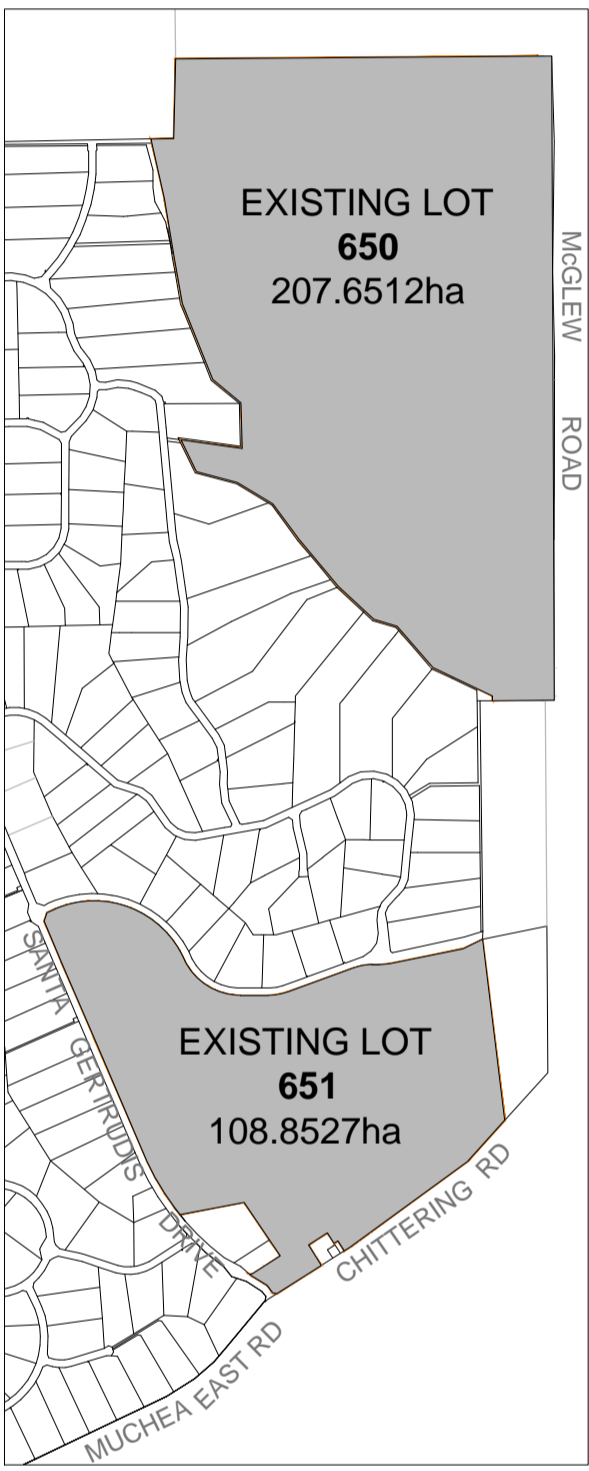 EXISTING LOT
650
207.6512ha
McGLEW ROAD
EXISTING LOT
651
108.8527ha
SANTA GERTRUDIS DRIVE
CHITTERING RD
MUCHEA EAST RD